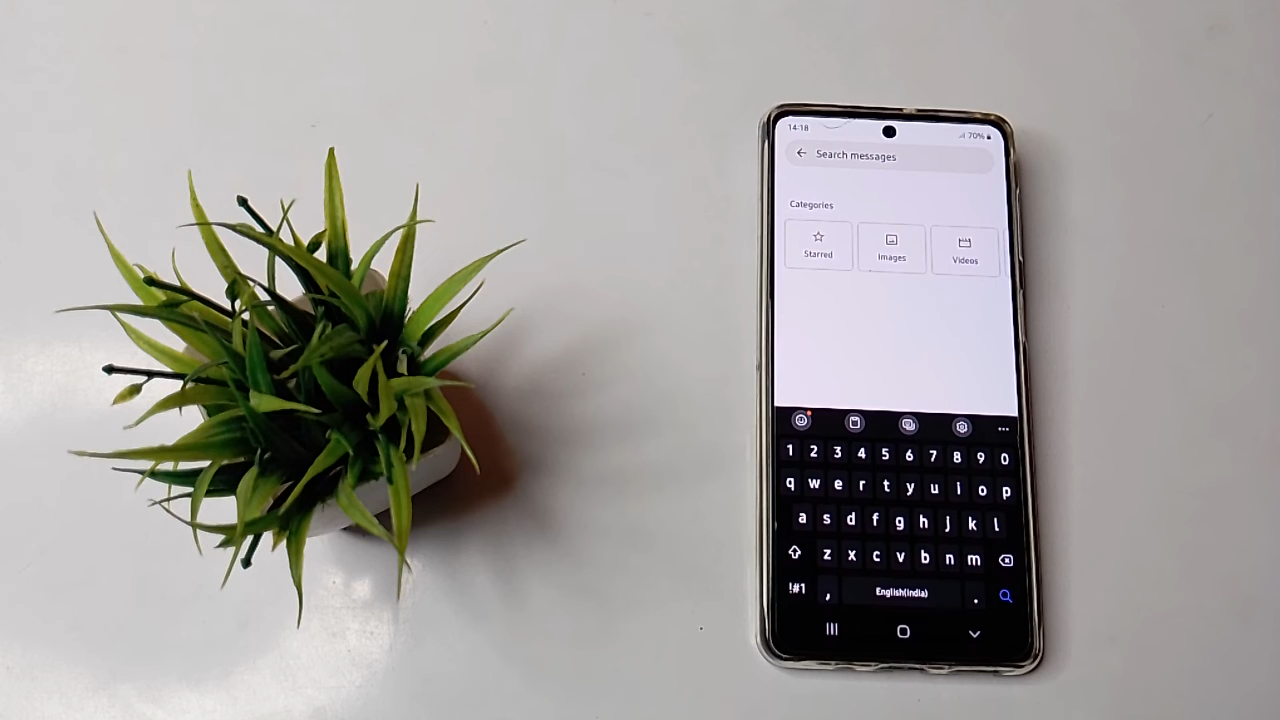 14:18 70%
Search messages
Categories
Starred Images Videos
1 2 3 4 5 6 7 8 9 0
q w e r t y u i o p
a s d f g h j k l
z x c v b n m
!#1 , English(India) .